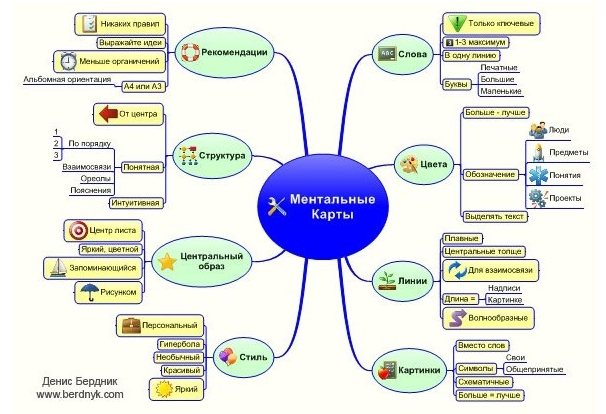 Ментальные
Карты
Рекомендации
Никаких правил
Выражайте идеи
Меньше органичений
А4 или А3
Альбомная ориентация
Структура
От центра
Понятная
По порядку
1
2
3
Взаимосвязи
Ореолы
Пояснения
Интуитивная
Центральный
образ
Центр листа
Яркий, цветной
Запоминающийся
Рисунком
Стиль
Персональный
Гипербола
Необычный
Красивый
Яркий
Слова
ABC
Только ключевые
3
1-3 максимум
В одну линию
Буквы
Печатные
Большие
Маленькие
Цвета
Больше - лучше
Обозначение
Люди
Предметы
Понятия
Проекты
Выделять текст
Линии
Плавные
Центральные толще
Для взаимосвязи
Длина =
Надписи
Картинке
Волнообразные
Картинки
Вместо слов
Символы
Свои
Общепринятые
Схематичные
Больше = лучше
Денис Бердник
www.berdnyk.com